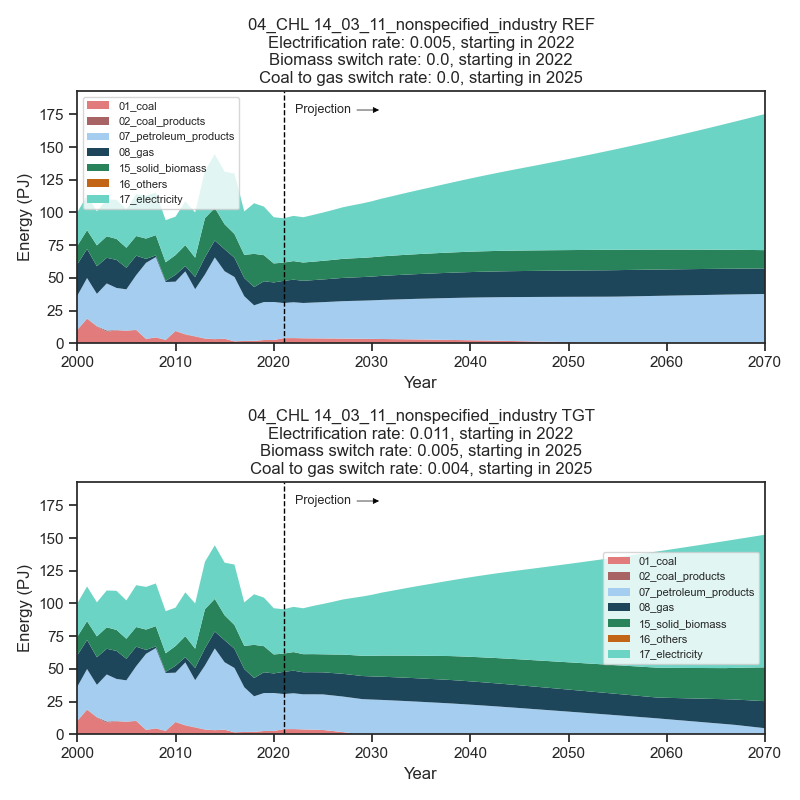 04_CHL 14_03_11_nonspecified_industry REF
Electrification rate: 0.005, starting in 2022
Biomass switch rate: 0.0, starting in 2022
Coal to gas switch rate: 0.0, starting in 2025
Energy (PJ)
175
150
125
100
75
50
25
0
01_coal
02_coal_products
07_petroleum_products
08_gas
15_solid_biomass
16_others
17_electricity
Projection
2000 2010 2020 2030 2040 2050 2060 2070
Year
04_CHL 14_03_11_nonspecified_industry TGT
Electrification rate: 0.011, starting in 2022
Biomass switch rate: 0.005, starting in 2025
Coal to gas switch rate: 0.004, starting in 2025
Energy (PJ)
175
150
125
100
75
50
25
0
Projection
01_coal
02_coal_products
07_petroleum_products
08_gas
15_solid_biomass
16_others
17_electricity
2000 2010 2020 2030 2040 2050 2060 2070
Year